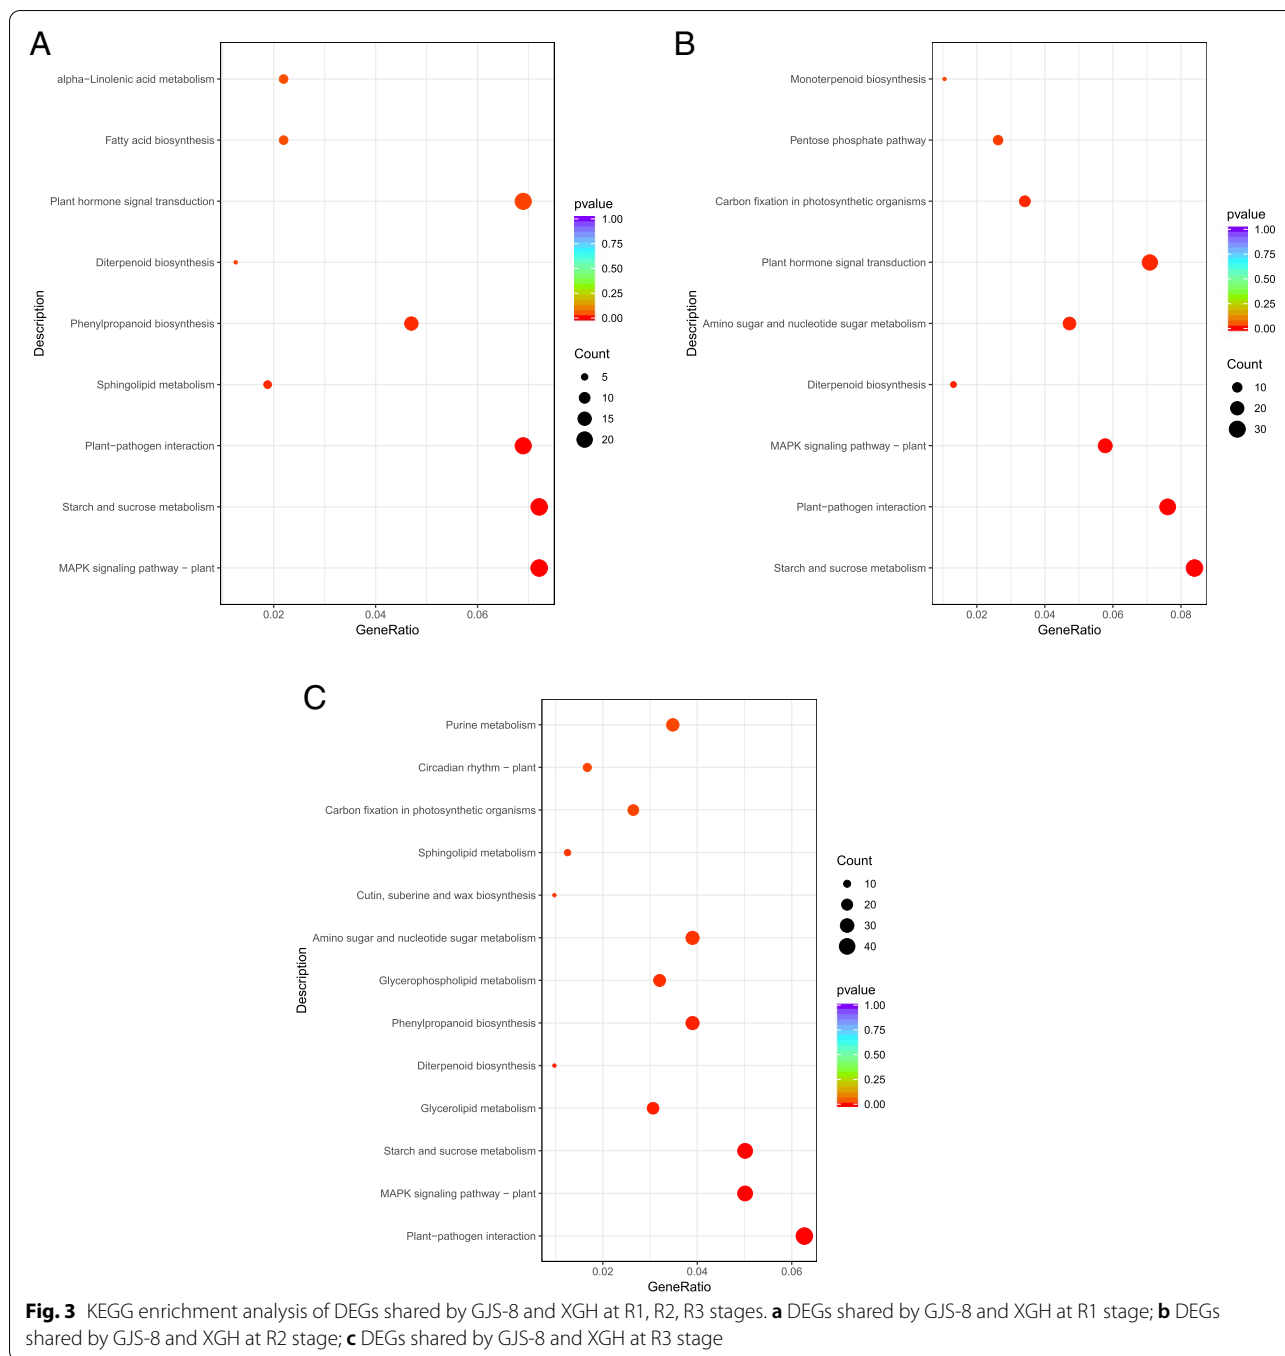 A
alpha−Linolenic acid metabolism
Fatty acid biosynthesis
Plant hormone signal transduction
Diterpenoid biosynthesis
Phenylpropanoid biosynthesis
Sphingolipid metabolism
Plant−pathogen interaction
Starch and sucrose metabolism
MAPK signaling pathway − plant
Description
0.02 0.04 0.06
GeneRatio
pvalue
1.00
0.75
0.50
0.25
0.00
Count
5
10
15
20
B
Monoterpenoid biosynthesis
Pentose phosphate pathway
Carbon fixation in photosynthetic organisms
Plant hormone signal transduction
Amino sugar and nucleotide sugar metabolism
Diterpenoid biosynthesis
MAPK signaling pathway − plant
Plant−pathogen interaction
Starch and sucrose metabolism
Description
0.02 0.04 0.06 0.08
GeneRatio
pvalue
1.00
0.75
0.50
0.25
0.00
Count
10
20
30
C
Purine metabolism
Circadian rhythm − plant
Carbon fixation in photosynthetic organisms
Sphingolipid metabolism
Cutin, suberine and wax biosynthesis
Amino sugar and nucleotide sugar metabolism
Glycerophospholipid metabolism
Phenylpropanoid biosynthesis
Diterpenoid biosynthesis
Glycerolipid metabolism
Starch and sucrose metabolism
MAPK signaling pathway − plant
Plant−pathogen interaction
Description
0.02 0.04 0.06
GeneRatio
Count
10
20
30
40
pvalue
1.00
0.75
0.50
0.25
0.00
Fig. 3 KEGG enrichment analysis of DEGs shared by GJS-8 and XGH at R1, R2, R3 stages. a DEGs shared by GJS-8 and XGH at R1 stage; b DEGs
shared by GJS-8 and XGH at R2 stage; c DEGs shared by GJS-8 and XGH at R3 stage